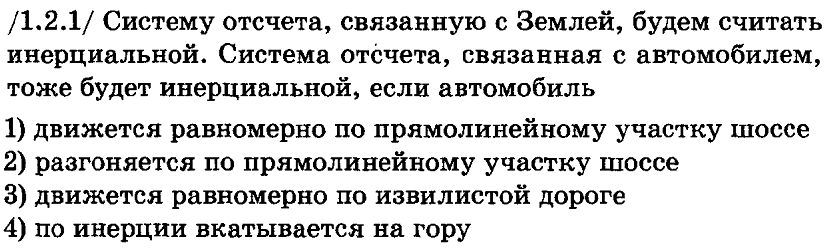 /1.2.1/ Систему отсчета, связанную с Землей, будем считать
инерциальной. Система отсчета, связанная с автомобилем,
тоже будет инерциальной, если автомобиль
1) движется равномерно по прямолинейному участку шоссе
2) разгоняется по прямолинейному участку шоссе
3) движется равномерно по извилистой дороге
4) по инерции вкатывается на гору